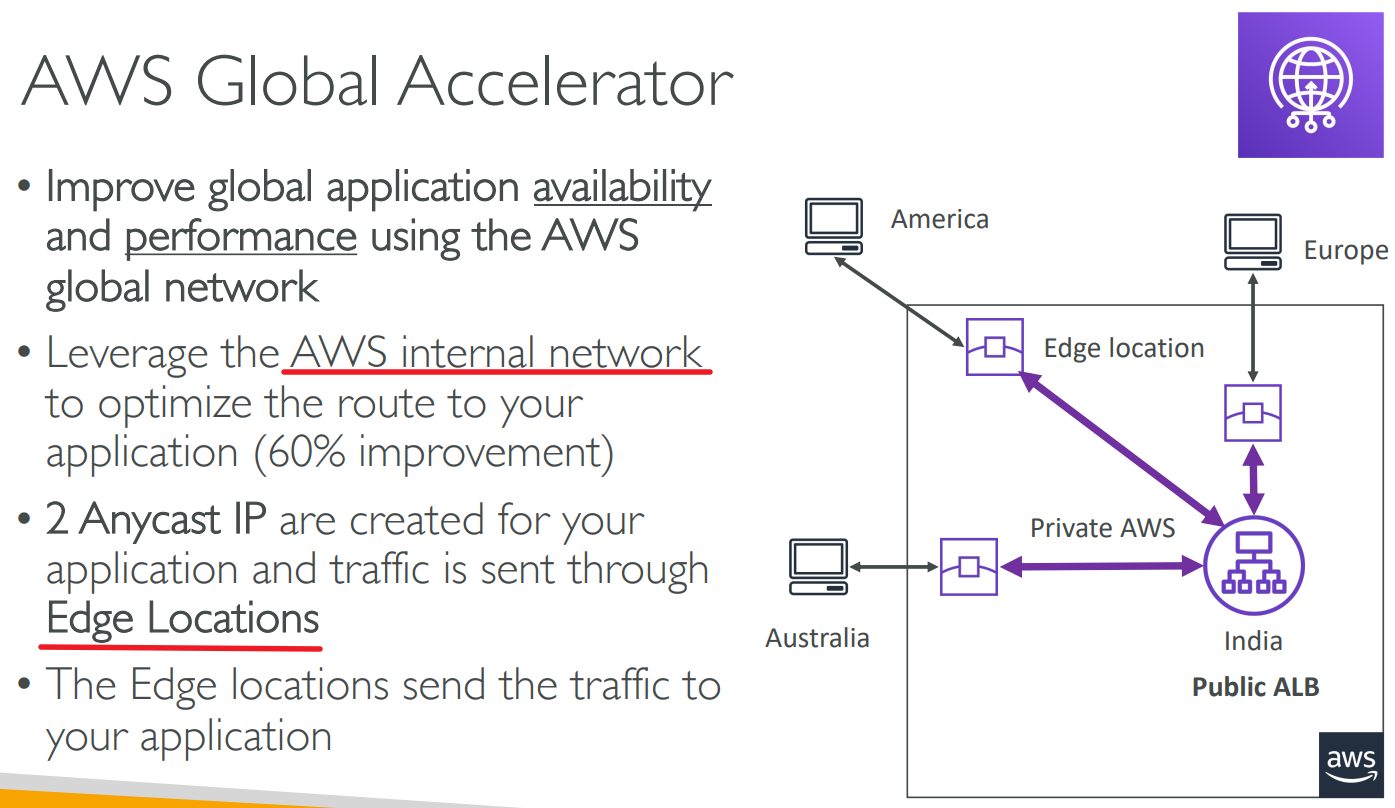 AWS Global Accelerator
• Improve global application availability
and performance using the AWS
global network
• Leverage the AWS internal network
to optimize the route to your
application (60% improvement)
• 2 Anycast IP are created for your
application and traffic is sent through
Edge Locations
• The Edge locations send the traffic to
your application
America
Europe
Edge location
Private AWS
Australia
India
Public ALB
aws